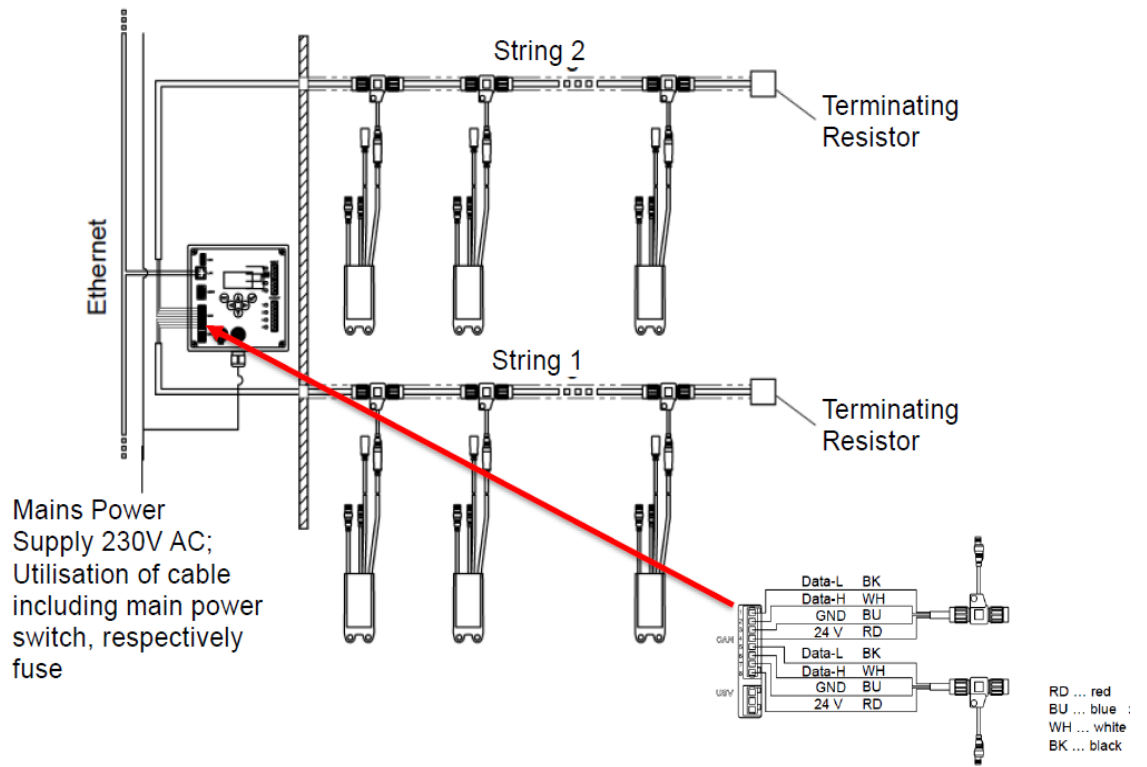 String 2
Terminating
Resistor
Ethernet
String 1
Terminating
Resistor
Mains Power
Supply 230V AC;
Utilisation of cable
including main power
switch, respectively
fuse
Data-L BK
Data-H WH
GND BU
24 V RD
Data-L BK
Data-H WH
GND BU
24 V RD
CAN
RD ... red
BU ... blue
WH ... white
BK ... black